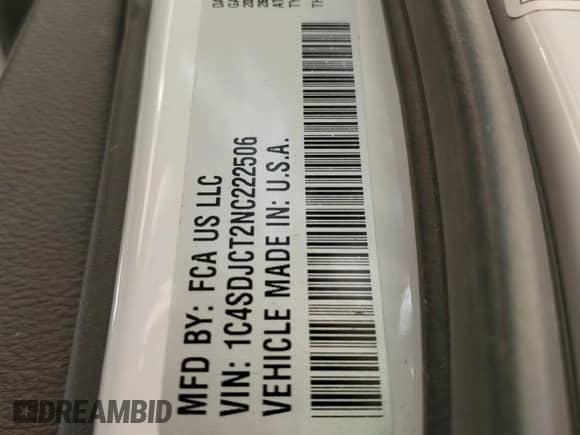 MFD BY: FCA US LLC
VIN: 1C4SDJCT2NC222506
VEHICLE MADE IN: U.S.A.
DREAMBID